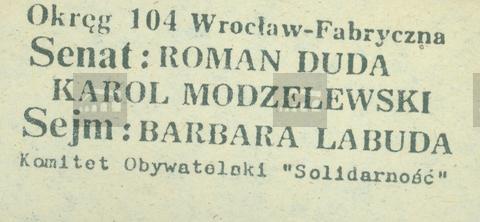 Okręg 104 Wrocław-Fabryczna
Senat: ROMAN DUDA
KAROL MODZELEWSKI
Sejm: BARBARA LABUDA
Komitet Obywatelski "Solidarność"